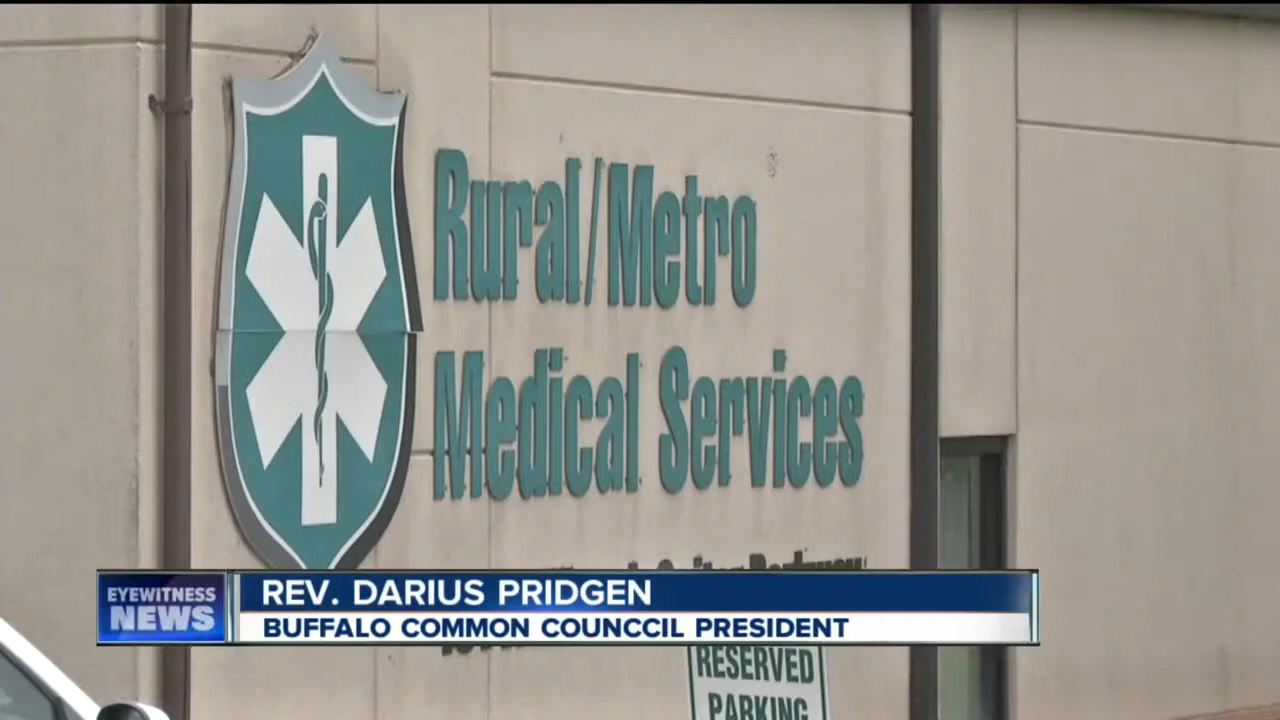 Rural/Metro
Medical Services
EYEWITNESS
NEWS
REV. DARIUS PRIDGEN
BUFFALO COMMON COUNCCIL PRESIDENT
RESERVED
PARKING